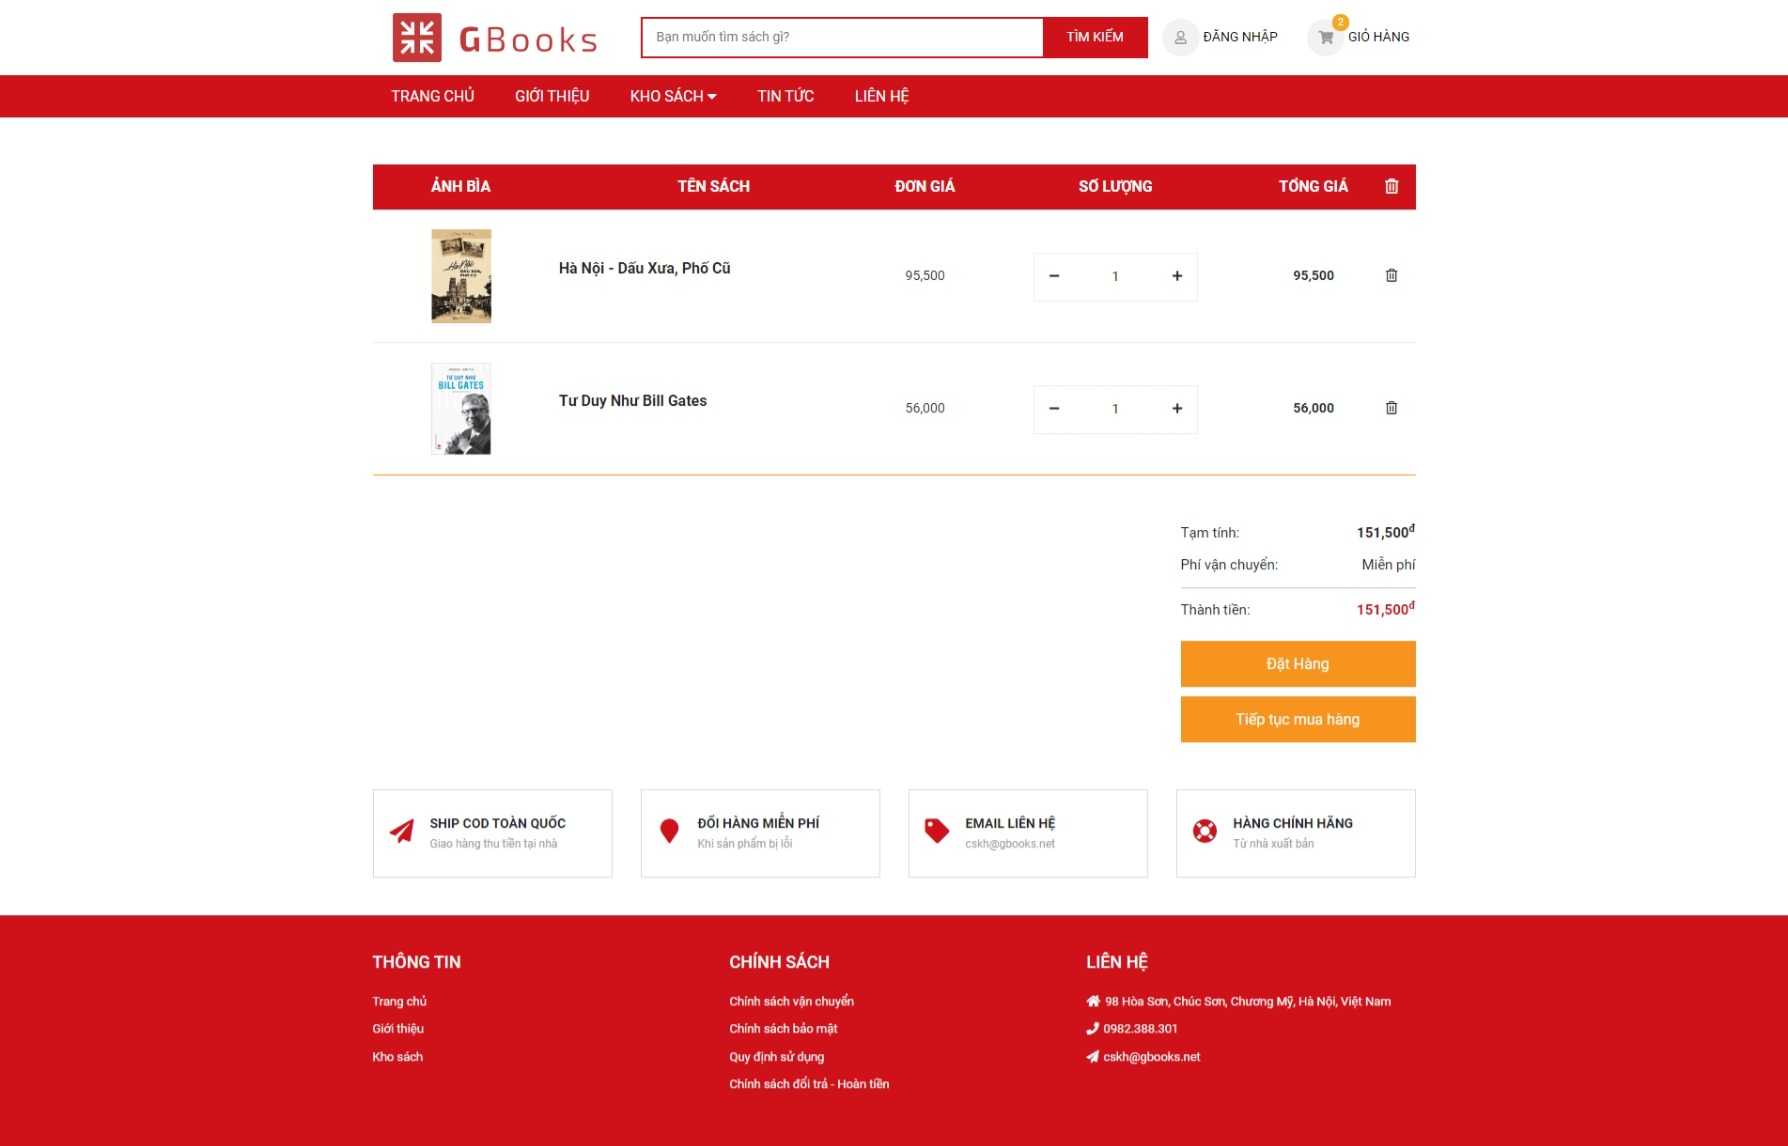 GBooks
Bạn muốn tìm sách gì?
TÌM KIẾM
ĐĂNG NHẬP
2
GIỎ HÀNG
TRANG CHỦ
GIỚI THIỆU
KHO SÁCH
TIN TỨC
LIÊN HỆ
ẢNH BÌA
TÊN SÁCH
ĐƠN GIÁ
SỐ LƯỢNG
TỔNG GIÁ
Hà Nội - Dấu Xưa, Phố Cũ
95,500
1
95,500
TƯ DUY NHƯ
BILL GATES
Tư Duy Như Bill Gates
56,000
1
56,000
Tạm tính:
151,500đ
Phí vận chuyển:
Miễn phí
Thành tiền:
151,500đ
Đặt Hàng
Tiếp tục mua hàng
SHIP COD TOÀN QUỐC
Giao hàng thu tiền tại nhà
ĐỔI HÀNG MIỄN PHÍ
Khi sản phẩm bị lỗi
EMAIL LIÊN HỆ
cskh@gbooks.net
HÀNG CHÍNH HÃNG
Từ nhà xuất bản
THÔNG TIN
Trang chủ
Giới thiệu
Kho sách
CHÍNH SÁCH
Chính sách vận chuyển
Chính sách bảo mật
Quy định sử dụng
Chính sách đổi trả - Hoàn tiền
LIÊN HỆ
98 Hòa Sơn, Chúc Sơn, Chương Mỹ, Hà Nội, Việt Nam
0982.388.301
cskh@gbooks.net